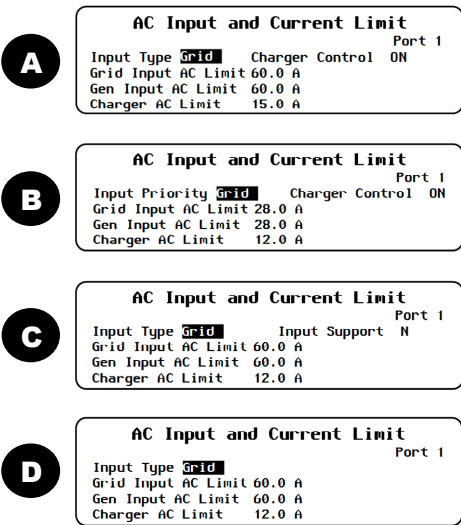 A
AC Input and Current Limit
Port 1
Input Type Grid Charger Control ON
Grid Input AC Limit 60.0 A
Gen Input AC Limit 60.0 A
Charger AC Limit 15.0 A
B
AC Input and Current Limit
Port 1
Input Priority Grid Charger Control ON
Grid Input AC Limit 28.0 A
Gen Input AC Limit 28.0 A
Charger AC Limit 12.0 A
C
AC Input and Current Limit
Port 1
Input Type Grid Input Support N
Grid Input AC Limit 60.0 A
Gen Input AC Limit 60.0 A
Charger AC Limit 12.0 A
D
AC Input and Current Limit
Port 1
Input Type Grid
Grid Input AC Limit 60.0 A
Gen Input AC Limit 60.0 A
Charger AC Limit 12.0 A